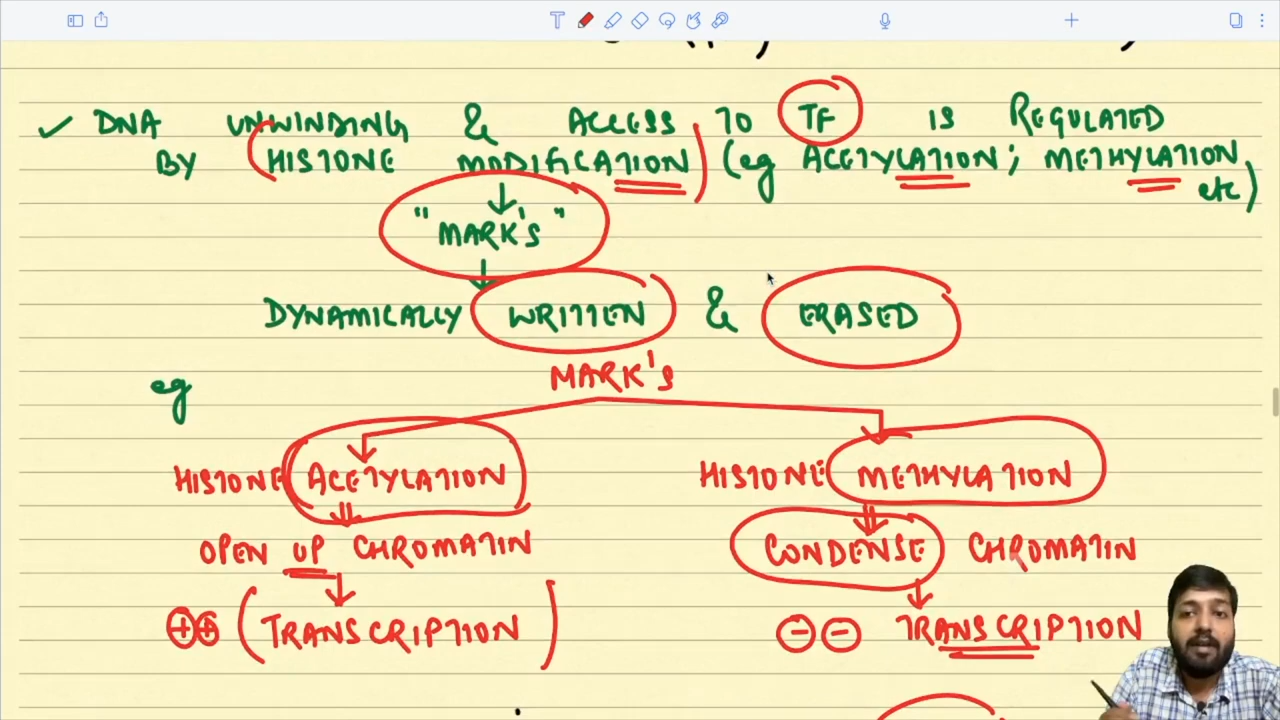 ✓ DNA UNWINDING & ACCESS TO TF IS REGULATED
BY HISTONE MODIFICATION (eg ACETYLATION; METHYLATION etc)
"MARK'S"
DYNAMICALLY WRITTEN & ERASED
eg
MARK'S
HISTONE ACETYLATION
HISTONE METHYLATION
OPEN UP CHROMATIN
CONDENSE CHROMATIN
⊕⊕ (TRANSCRIPTION)
⊖⊖ TRANSCRIPTION